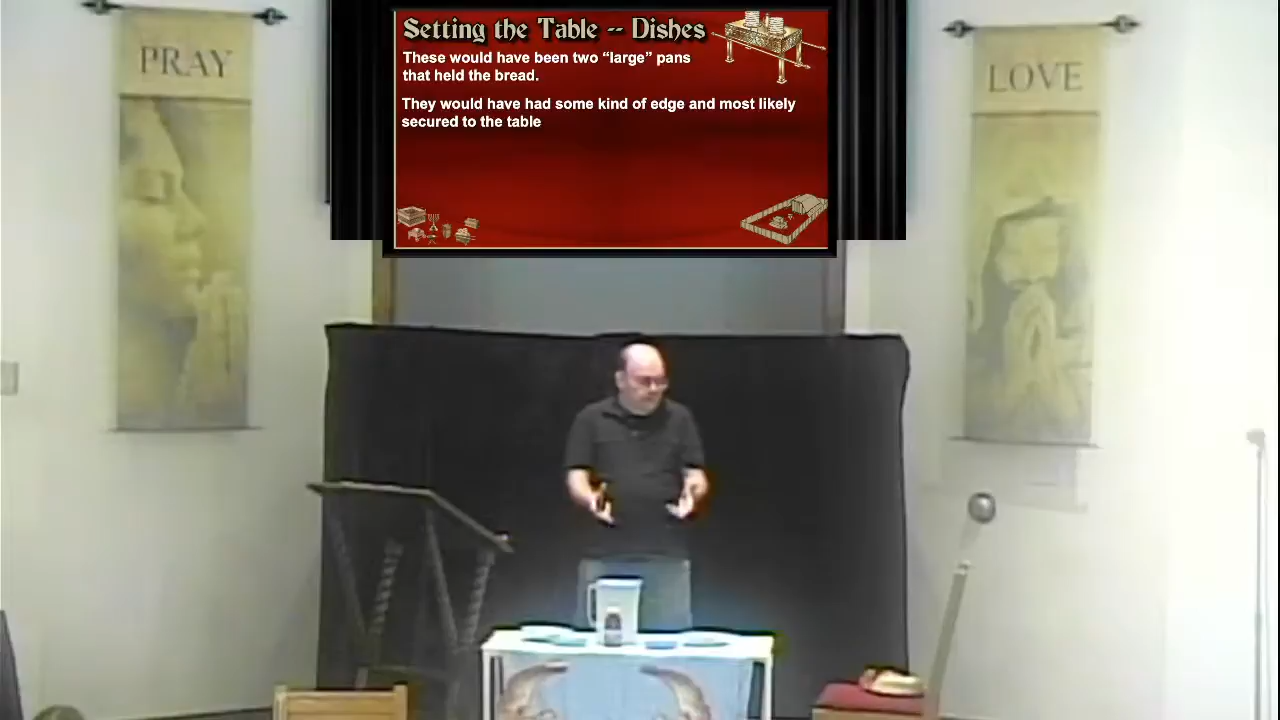 Setting the Table -- Dishes
These would have been two “large” pans
that held the bread.
They would have had some kind of edge and most likely
secured to the table
PRAY
LOVE